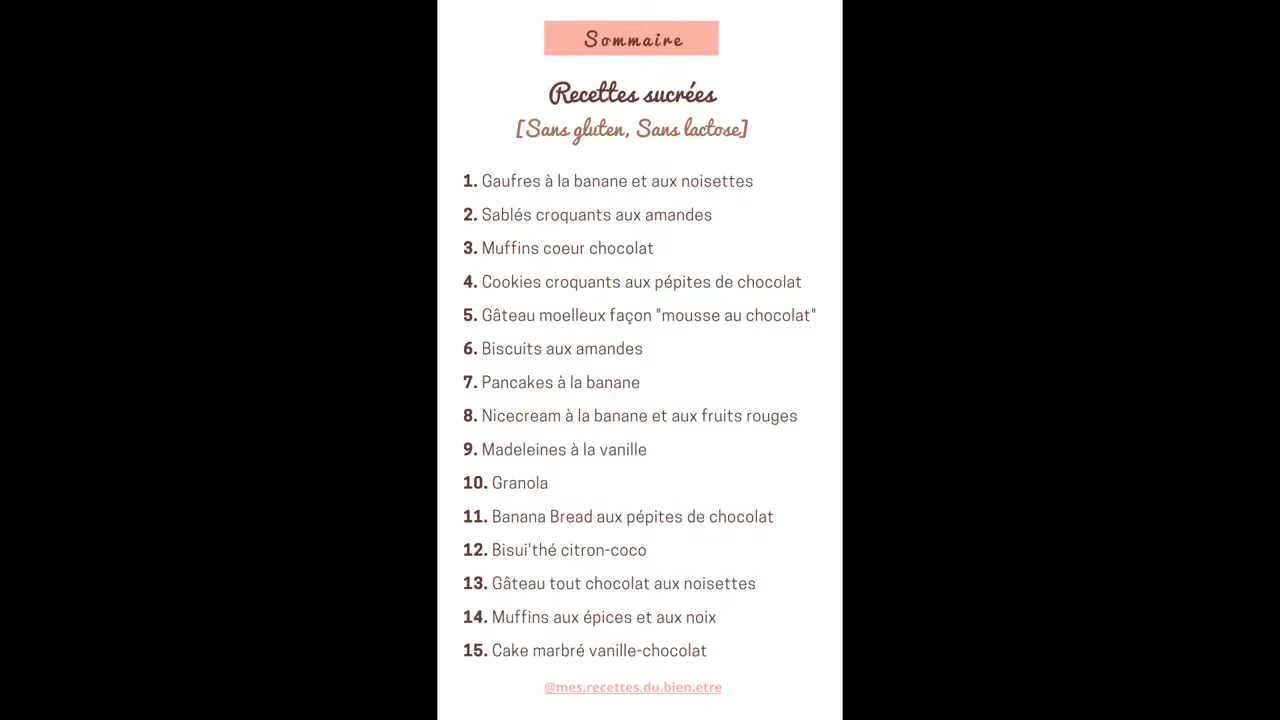 Sommaire
Recettes sucrées
[Sans gluten, Sans lactose]
1. Gaufres à la banane et aux noisettes
2. Sablés croquants aux amandes
3. Muffins coeur chocolat
4. Cookies croquants aux pépites de chocolat
5. Gâteau moelleux façon "mousse au chocolat"
6. Biscuits aux amandes
7. Pancakes à la banane
8. Nicecream à la banane et aux fruits rouges
9. Madeleines à la vanille
10. Granola
11. Banana Bread aux pépites de chocolat
12. Bisui'thé citron-coco
13. Gâteau tout chocolat aux noisettes
14. Muffins aux épices et aux noix
15. Cake marbré vanille-chocolat
@mes.recettes.du.bien.etre